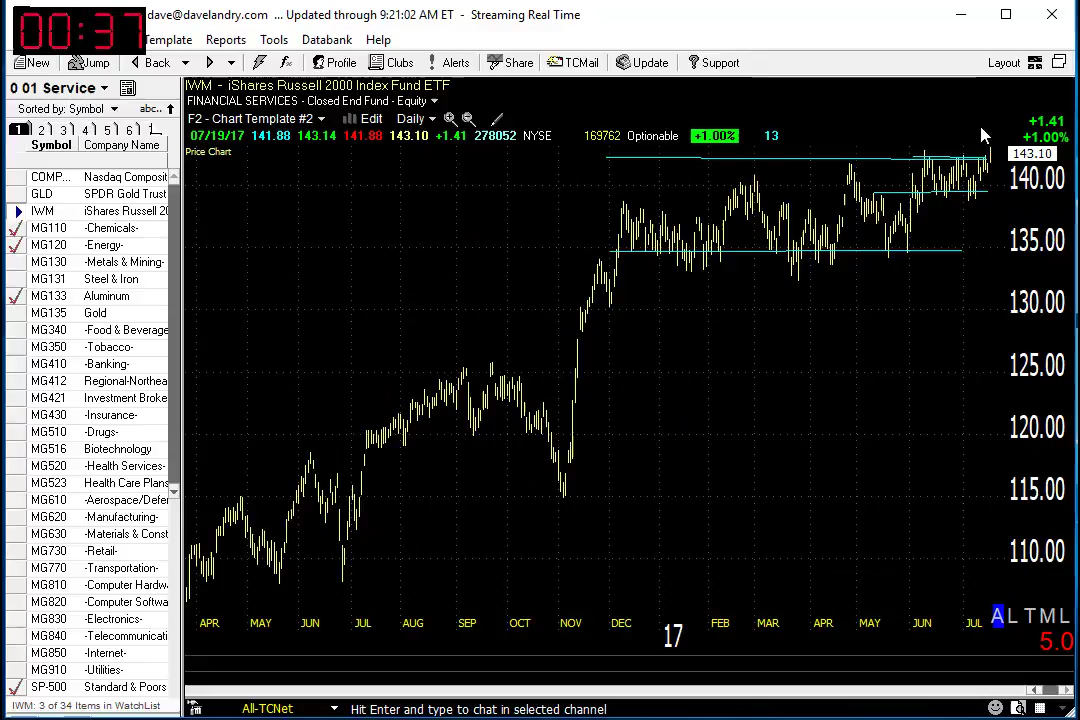 00:37
dave@davelandry.com ... Updated through 9:21:02 AM ET - Streaming Real Time
Template Reports Tools Databank Help
New Jump Back Profile Clubs Alerts Share TCMail Update Support Layout
0 01 Service
Sorted by: Symbol abc..
1 2 3 4 5 6
Symbol Company Name
COMP... Nasdaq Composit
GLD SPDR Gold Trust
IWM iShares Russell 20
MG110 -Chemicals-
MG120 -Energy-
MG130 -Metals & Mining-
MG131 Steel & Iron
MG133 Aluminum
MG135 Gold
MG340 -Food & Beverage
MG350 -Tobacco-
MG410 -Banking-
MG412 Regional-Northea
MG421 Investment Broke
MG430 -Insurance-
MG510 -Drugs-
MG516 Biotechnology
MG520 -Health Services-
MG523 Health Care Plans
MG610 -Aerospace/Defer
MG620 -Manufacturing-
MG630 -Materials & Const
MG730 -Retail-
MG770 -Transportation-
MG810 -Computer Hardw
MG820 -Computer Softwa
MG830 -Electronics-
MG840 -Telecommunicati
MG850 -Internet-
MG910 -Utilities-
SP-500 Standard & Poors
IWM: 3 of 34 Items in WatchList
IWM - iShares Russell 2000 Index Fund ETF
FINANCIAL SERVICES - Closed End Fund - Equity
F2 - Chart Template #2 Edit Daily
07/19/17 141.88 143.14 141.88 143.10 +1.41 278052 NYSE 169762 Optionable +1.00% 13
Price Chart
+1.41
+1.00%
143.10
140.00
135.00
130.00
125.00
120.00
115.00
110.00
APR MAY JUN JUL AUG SEP OCT NOV DEC 17 FEB MAR APR MAY JUN JUL
A L T M L
5.0
All-TCNet Hit Enter and type to chat in selected channel